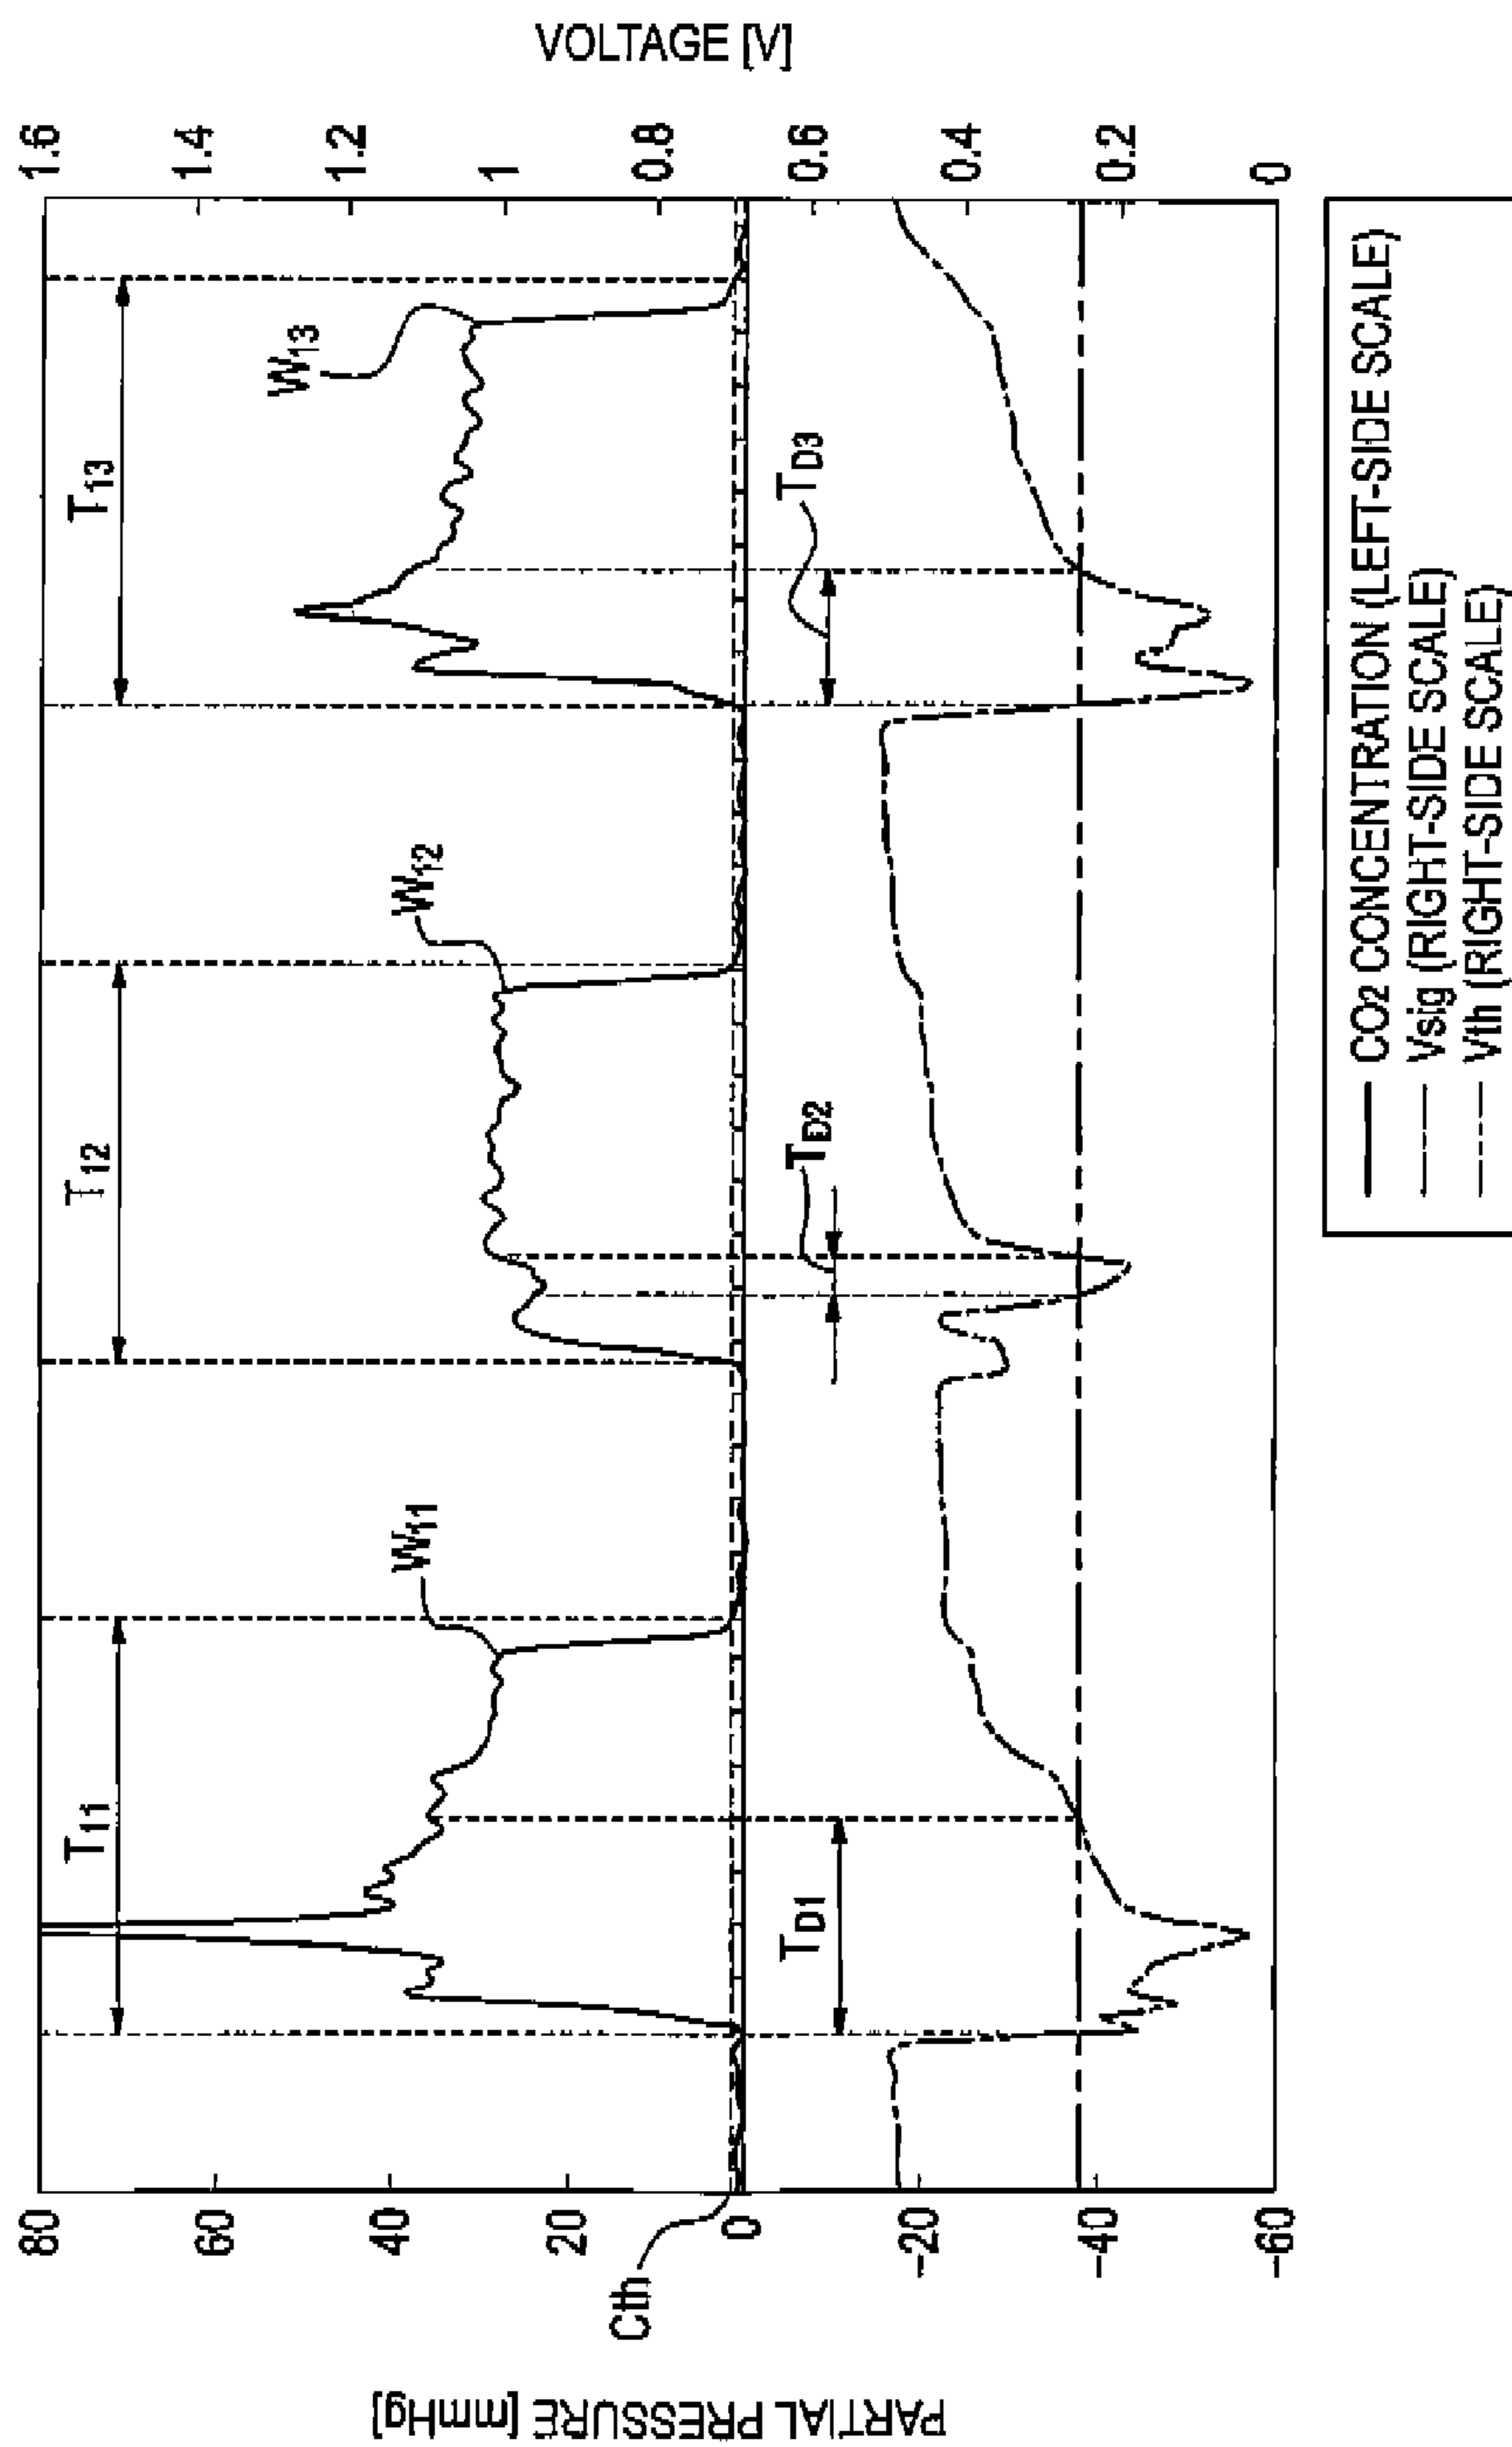 PARTIAL PRESSURE [mmHg]
80
60
40
20
0
-20
-40
-60
Cth
T11
T12
T13
W11
W12
W13
TD1
TD2
TD3
VOLTAGE [V]
1.6
1.4
1.2
1
0.8
0.6
0.4
0.2
0
CO2 CONCENTRATION (LEFT-SIDE SCALE)
Vsig (RIGHT-SIDE SCALE)
Vth (RIGHT-SIDE SCALE)